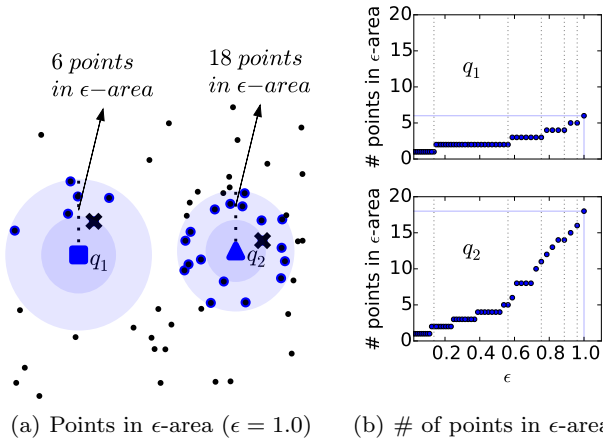 6 points
in ϵ−area
18 points
in ϵ−area
q1
q2
(a) Points in ϵ-area (ϵ = 1.0)
# points in ϵ-area
20
15
10
5
0
q1
# points in ϵ-area
20
15
10
5
0
q2
0.2 0.4 0.6 0.8 1.0
ϵ
(b) # of points in ϵ-area